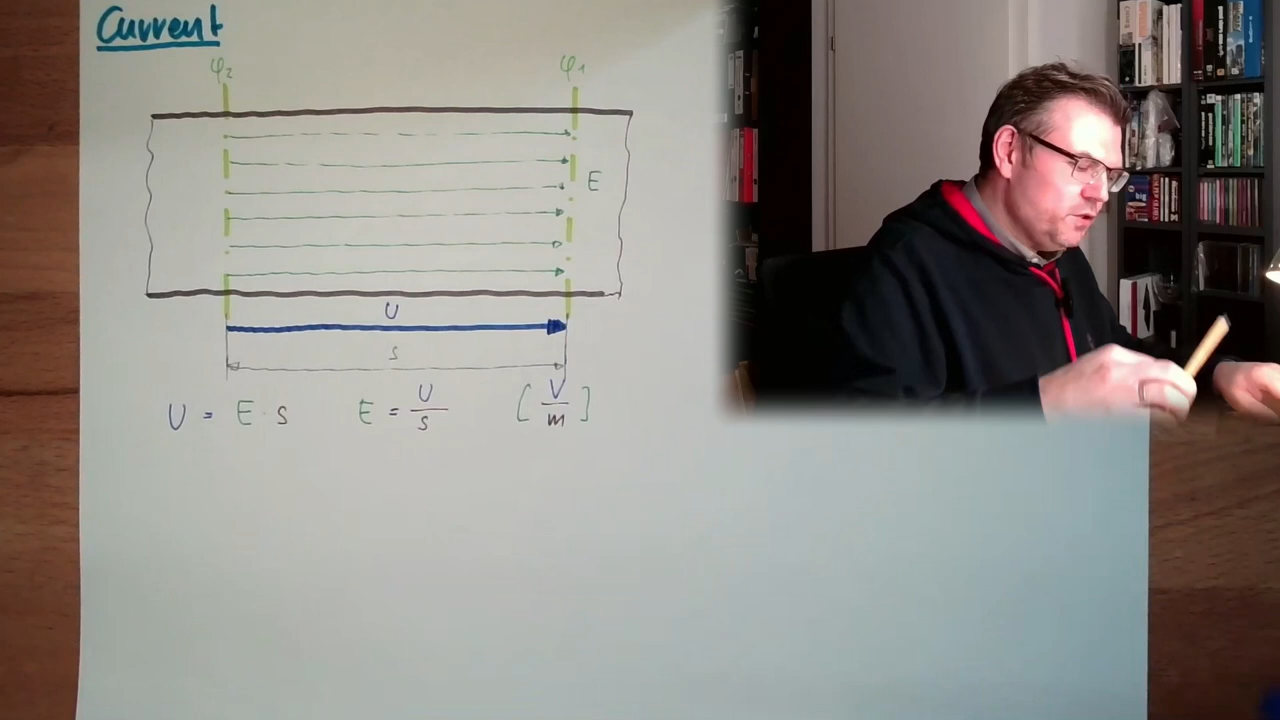 Current
φ2 φ1
E
U
s
U = E · s E = U/s [V/m]